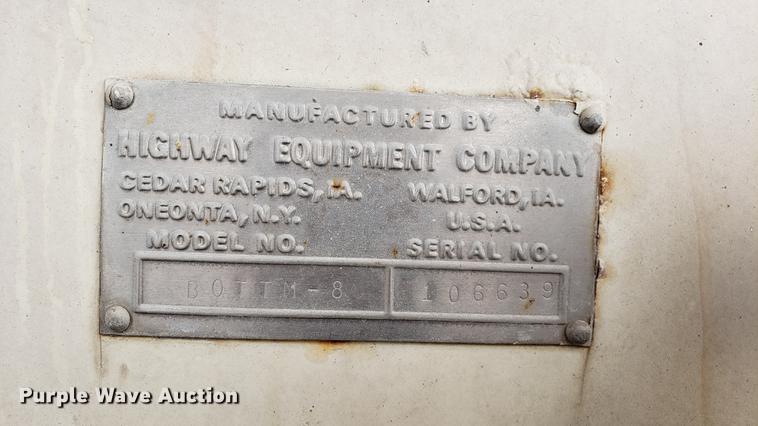 MANUFACTURED BY
HIGHWAY EQUIPMENT COMPANY
CEDAR RAPIDS, IA. WALFORD, IA.
ONEONTA, N.Y. U.S.A.
MODEL NO. SERIAL NO.
BOTTM-8 106639
Purple Wave Auction